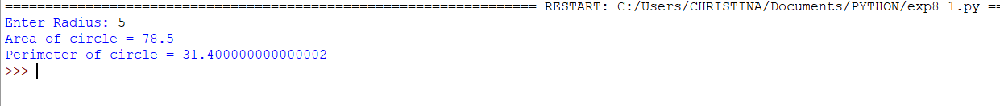 ================================================================== RESTART: C:/Users/CHRISTINA/Documents/PYTHON/exp8_1.py ==
Enter Radius: 5
Area of circle = 78.5
Perimeter of circle = 31.400000000000002
>>>